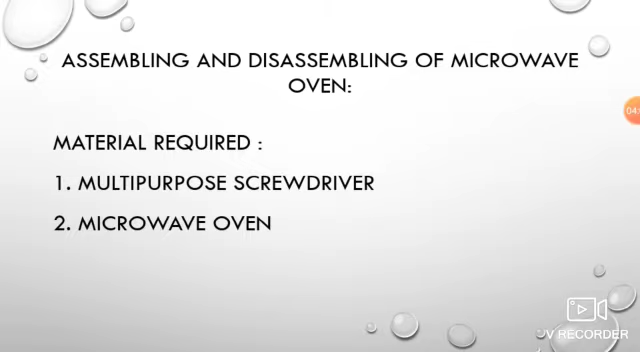 ASSEMBLING AND DISASSEMBLING OF MICROWAVE
OVEN:
MATERIAL REQUIRED :
1. MULTIPURPOSE SCREWDRIVER
2. MICROWAVE OVEN
RECORDER